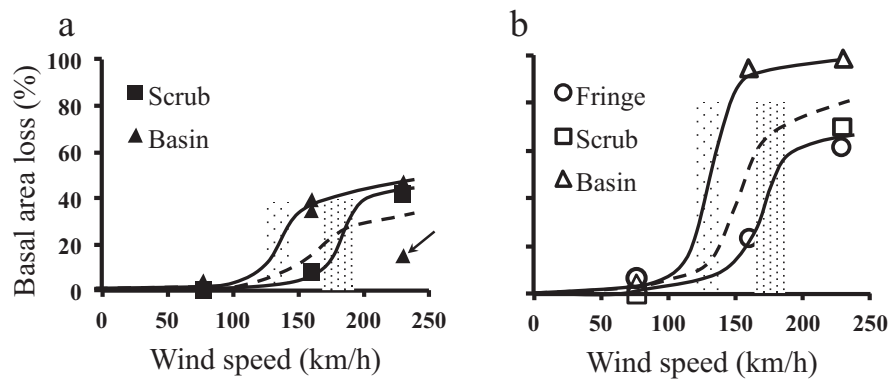 a
b
Basal area loss (%)
100
80
60
40
20
0
Scrub
Basin
0 50 100 150 200 250
Wind speed (km/h)
Fringe
Scrub
Basin
0 50 100 150 200 250
Wind speed (km/h)